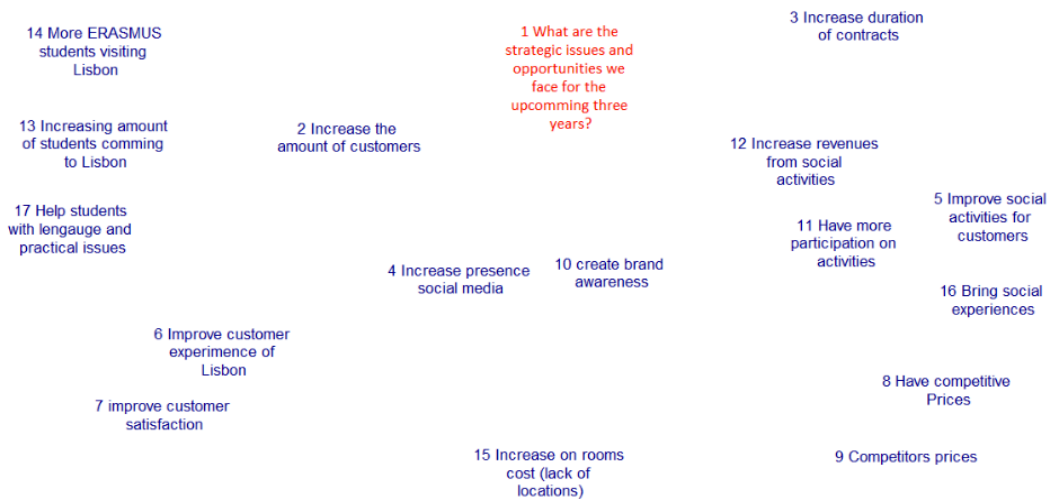 14 More ERASMUS
students visiting
Lisbon
1 What are the
strategic issues and
opportunities we
face for the
upcomming three
years?
3 Increase duration
of contracts
13 Increasing amount
of students comming
to Lisbon
2 Increase the
amount of customers
12 Increase revenues
from social
activities
17 Help students
with lengauge and
practical issues
5 Improve social
activities for
customers
11 Have more
participation on
activities
4 Increase presence
social media
10 create brand
awareness
16 Bring social
experiences
6 Improve customer
experimence of
Lisbon
8 Have competitive
Prices
7 improve customer
satisfaction
15 Increase on rooms
cost (lack of
locations)
9 Competitors prices